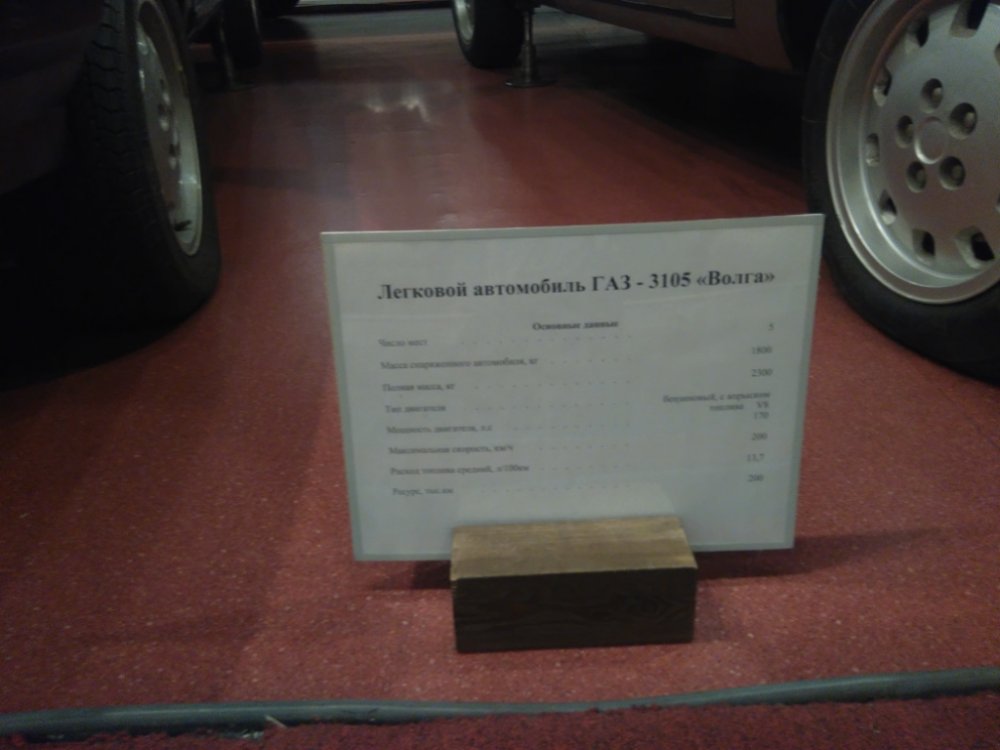 Легковой автомобиль ГАЗ - 3105 «Волга»
Основные данные
Число мест 5
Масса снаряженного автомобиля, кг 1800
Полная масса, кг 2300
Тип двигателя бензиновый, с впрыском
топлива V8
Мощность двигателя, л.с 170
Максимальная скорость, км/ч 200
Расход топлива средний, л/100км 13,7
Ресурс, тыс.км 200